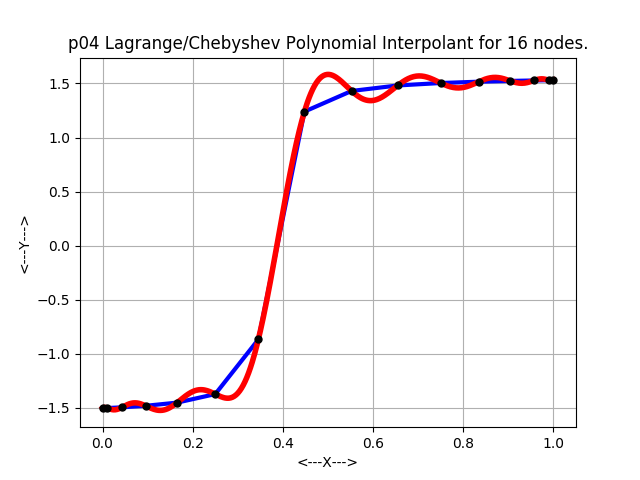 p04 Lagrange/Chebyshev Polynomial Interpolant for 16 nodes.
1.5
1.0
0.5
0.0
−0.5
−1.0
−1.5
<---Y--->
0.0 0.2 0.4 0.6 0.8 1.0
<---X--->